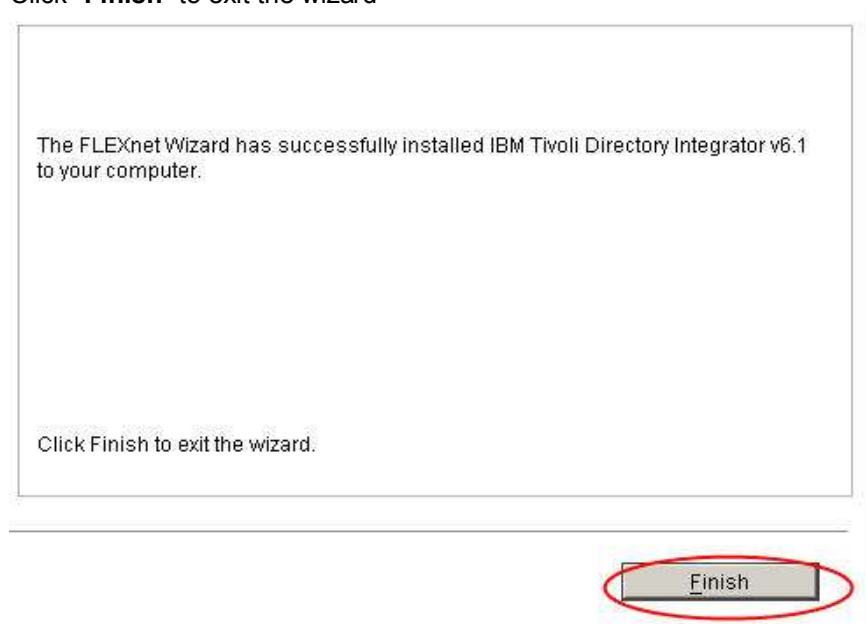 Click "Finish" to exit the wizard
The FLEXnet Wizard has successfully installed IBM Tivoli Directory Integrator v6.1
to your computer.
Click Finish to exit the wizard.
Finish